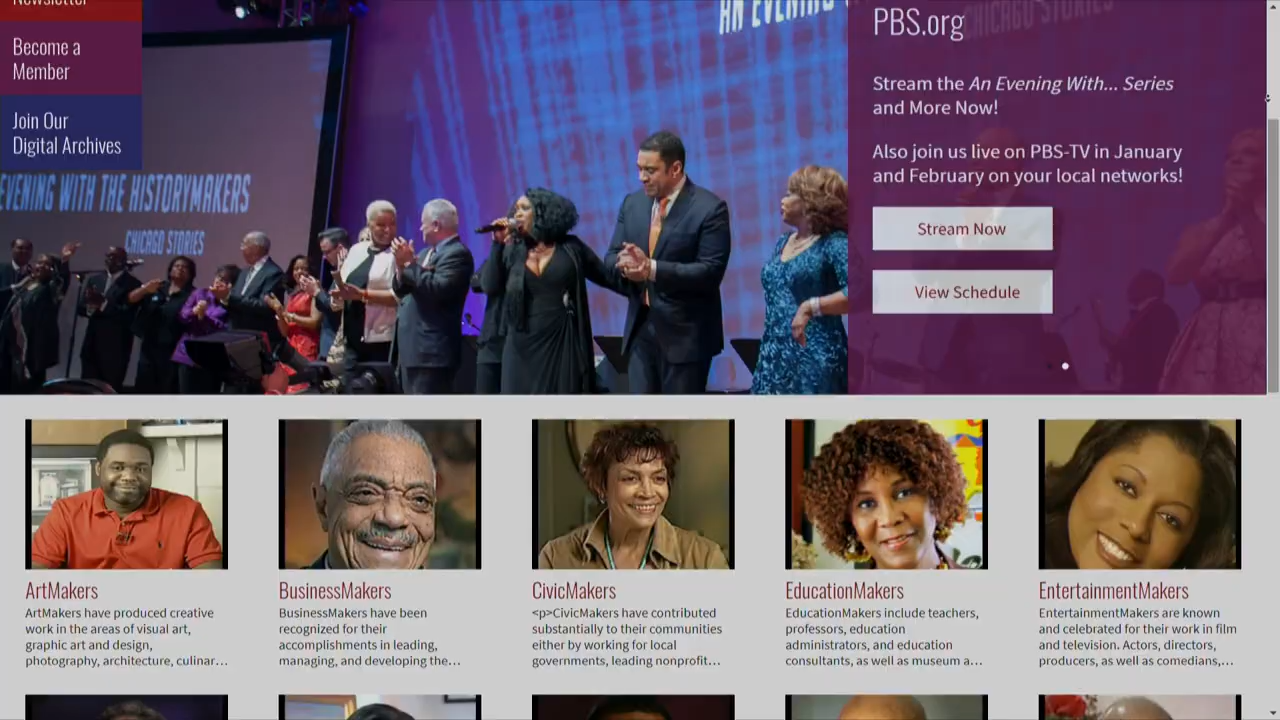 Newsletter
Become a
Member
Join Our
Digital Archives
EVENING WITH THE HISTORYMAKERS
CHICAGO STORIES
AN EVENING
CHICAGO STORIES
PBS.org
Stream the An Evening With... Series
and More Now!
Also join us live on PBS-TV in January
and February on your local networks!
Stream Now
View Schedule
ArtMakers
ArtMakers have produced creative
work in the areas of visual art,
graphic art and design,
photography, architecture, culinar...
BusinessMakers
BusinessMakers have been
recognized for their
accomplishments in leading,
managing, and developing the...
CivicMakers
<p>CivicMakers have contributed
substantially to their communities
either by working for local
governments, leading nonprofit...
EducationMakers
EducationMakers include teachers,
professors, education
administrators, and education
consultants, as well as museum a...
EntertainmentMakers
EntertainmentMakers are known
and celebrated for their work in film
and television. Actors, directors,
producers, as well as comedians,...